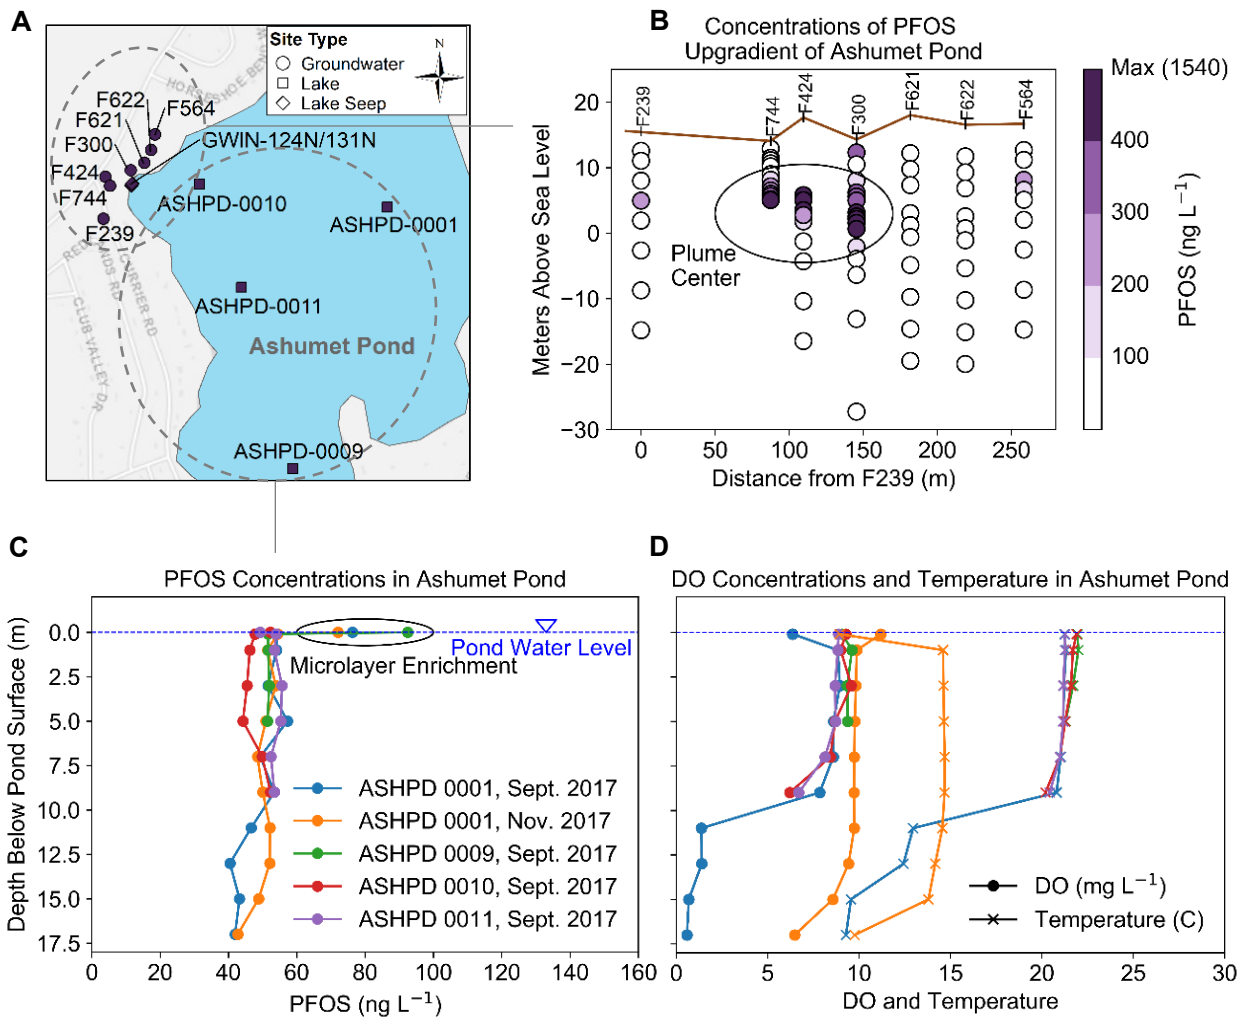 A
Site Type
Groundwater
Lake
Lake Seep
N
F622
F564
F621
F300
GWIN-124N/131N
F424
F744
ASHPD-0010
F239
ASHPD-0001
ASHPD-0011
Ashumet Pond
ASHPD-0009
CURRIER RD
CLUB VALLEY DR
B
Concentrations of PFOS
Upgradient of Ashumet Pond
F239
F744
F424
F300
F621
F622
F564
Plume
Center
20
10
0
−10
−20
−30
Meters Above Sea Level
0
50
100
150
200
250
Distance from F239 (m)
Max (1540)
400
300
200
100
PFOS (ng L−1)
C
PFOS Concentrations in Ashumet Pond
Pond Water Level
Microlayer Enrichment
0.0
2.5
5.0
7.5
10.0
12.5
15.0
17.5
Depth Below Pond Surface (m)
ASHPD 0001, Sept. 2017
ASHPD 0001, Nov. 2017
ASHPD 0009, Sept. 2017
ASHPD 0010, Sept. 2017
ASHPD 0011, Sept. 2017
0
20
40
60
80
100
120
140
160
PFOS (ng L−1)
D
DO Concentrations and Temperature in Ashumet Pond
DO (mg L−1)
Temperature (C)
0
5
10
15
20
25
30
DO and Temperature